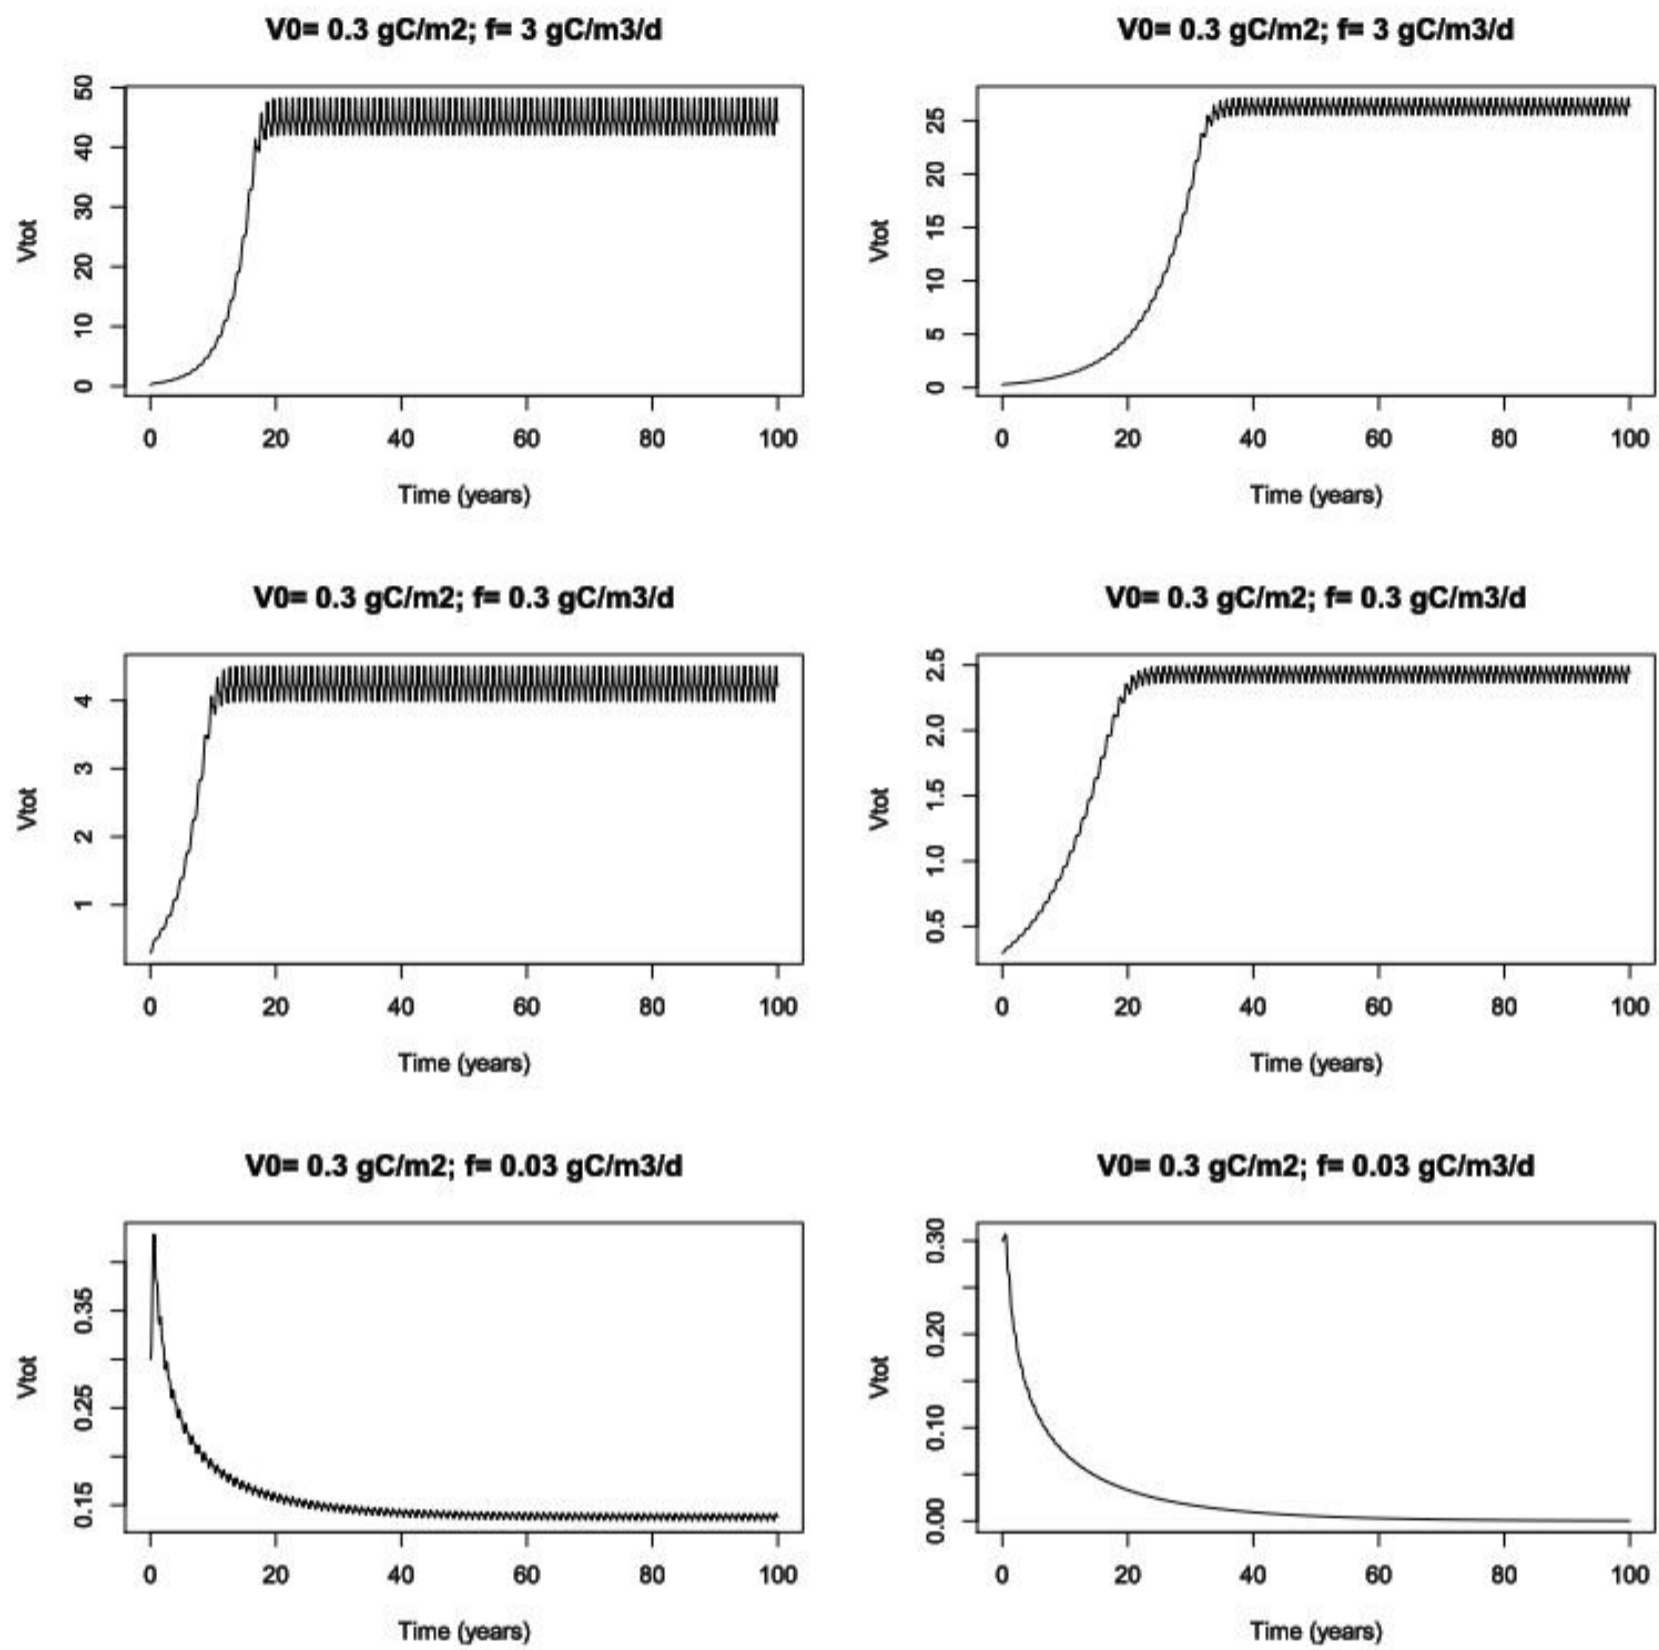 V0= 0.3 gC/m2; f= 3 gC/m3/d
Vtot
50
40
30
20
10
0
0 20 40 60 80 100
Time (years)
V0= 0.3 gC/m2; f= 3 gC/m3/d
Vtot
25
20
15
10
5
0
0 20 40 60 80 100
Time (years)
V0= 0.3 gC/m2; f= 0.3 gC/m3/d
Vtot
4
3
2
1
0 20 40 60 80 100
Time (years)
V0= 0.3 gC/m2; f= 0.3 gC/m3/d
Vtot
2.5
2.0
1.5
1.0
0.5
0 20 40 60 80 100
Time (years)
V0= 0.3 gC/m2; f= 0.03 gC/m3/d
Vtot
0.35
0.25
0.15
0 20 40 60 80 100
Time (years)
V0= 0.3 gC/m2; f= 0.03 gC/m3/d
Vtot
0.30
0.20
0.10
0.00
0 20 40 60 80 100
Time (years)